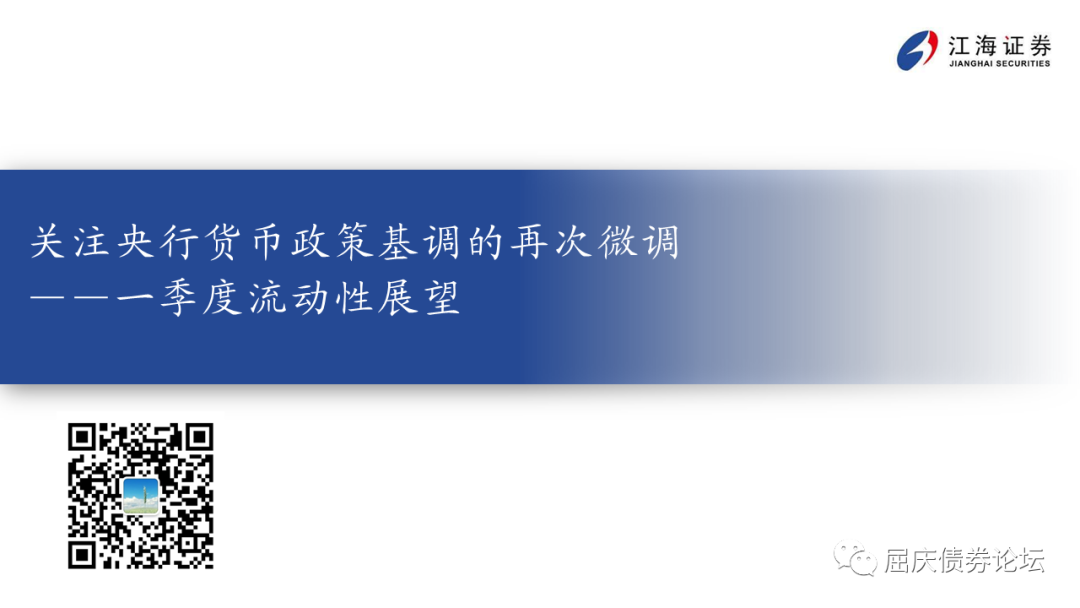 江海证券
JIANGHAI SECURITIES
关注央行货币政策基调的再次微调
——一季度流动性展望
屈庆债券论坛